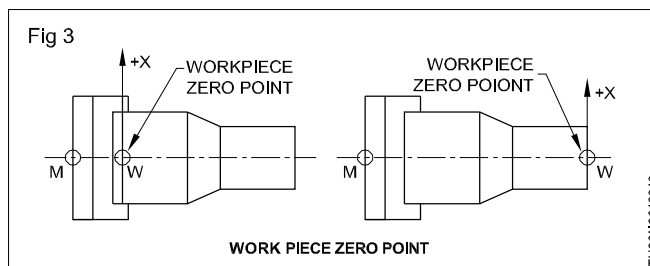 Fig 3
+X
WORKPIECE
ZERO POINT
M
W
WORKPIECE
ZERO POIONT
+X
M
W
WORK PIECE ZERO POINT